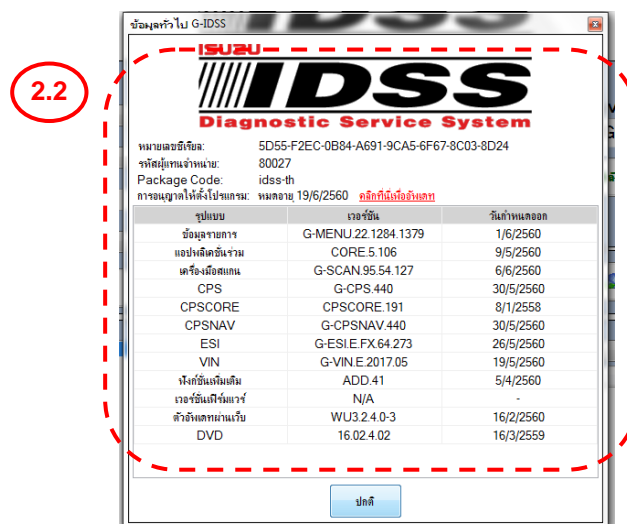 ข้อมูลทั่วไป G-IDSS
2.2
ISUZU
IDSS
Diagnostic Service System
หมายเลขซีเรียล: 5D55-F2EC-0B84-A691-9CA5-6F67-8C03-8D24
รหัสผู้แทนจำหน่าย: 80027
Package Code: idss-th
การอนุญาตให้ตั้งโปรแกรม: หมดอายุ 19/6/2560 คลิกที่นี่เพื่ออัพเดท
รูปแบบ เวอร์ชัน วันกำหนดออก
ข้อมูลรายการ G-MENU.22.1284.1379 1/6/2560
แอปพลิเคชันร่วม CORE.5.106 9/5/2560
เครื่องมือสแกน G-SCAN.95.54.127 6/6/2560
CPS G-CPS.440 30/5/2560
CPSCORE CPSCORE.191 8/1/2558
CPSNAV G-CPSNAV.440 30/5/2560
ESI G-ESI.E.FX.64.273 26/5/2560
VIN G-VIN.E.2017.05 19/5/2560
ฟังก์ชั่นเพิ่มเติม ADD.41 5/4/2560
เวอร์ชั่นเฟิร์มแวร์ N/A -
ตัวอัพเดทผ่านเว็บ WU3.2.4.0-3 16/2/2560
DVD 16.02.4.02 16/3/2559
ปกติ